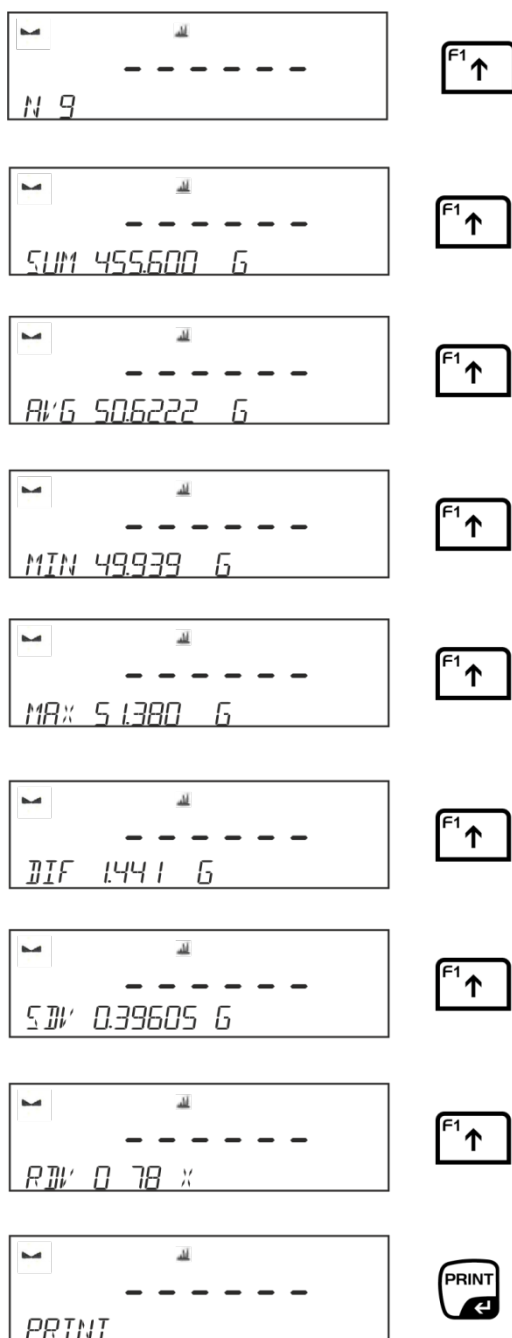 ------
N 9
F1 ↑
------
SUM 455.600 G
F1 ↑
------
AVG 50.6222 G
F1 ↑
------
MIN 49.939 G
F1 ↑
------
MAX 51.380 G
F1 ↑
------
DIF 1.441 G
F1 ↑
------
SDV 0.39605 G
F1 ↑
------
RDV 0 78 %
F1 ↑
------
PRINT
PRINT